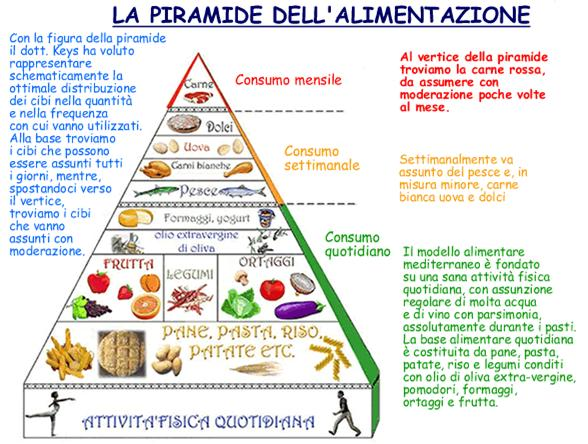 LA PIRAMIDE DELL'ALIMENTAZIONE
Con la figura della piramide
il dott. Keys ha voluto
rappresentare
schematicamente la
ottimale distribuzione
dei cibi nella quantità
e nella frequenza
con cui vanno utilizzati.
Alla base troviamo
i cibi che possono
essere assunti tutti
i giorni, mentre,
spostandoci verso
il vertice,
troviamo i cibi
che vanno
assunti con
moderazione.
Carne
Consumo mensile
Al vertice della piramide
troviamo la carne rossa,
da assumere con
moderazione poche volte
al mese.
Dolci
Uova
Carni bianche
Pesce
Consumo
settimanale
Settimanalmente va
assunto del pesce e, in
misura minore, carne
bianca uova e dolci
Formaggi, yogurt
olio extravergine
di oliva
FRUTTA
LEGUMI
ORTAGGI
Consumo
quotidiano
Il modello alimentare
mediterraneo è fondato
su una sana attività fisica
quotidiana, con assunzione
regolare di molta acqua
e di vino con parsimonia,
assolutamente durante i pasti.
La base alimentare quotidiana
è costituita da pane, pasta,
patate, riso e legumi conditi
con olio di oliva extra-vergine,
pomodori, formaggi,
ortaggi e frutta.
PANE, PASTA, RISO,
PATATE ETC.
ATTIVITA'FISICA QUOTIDIANA